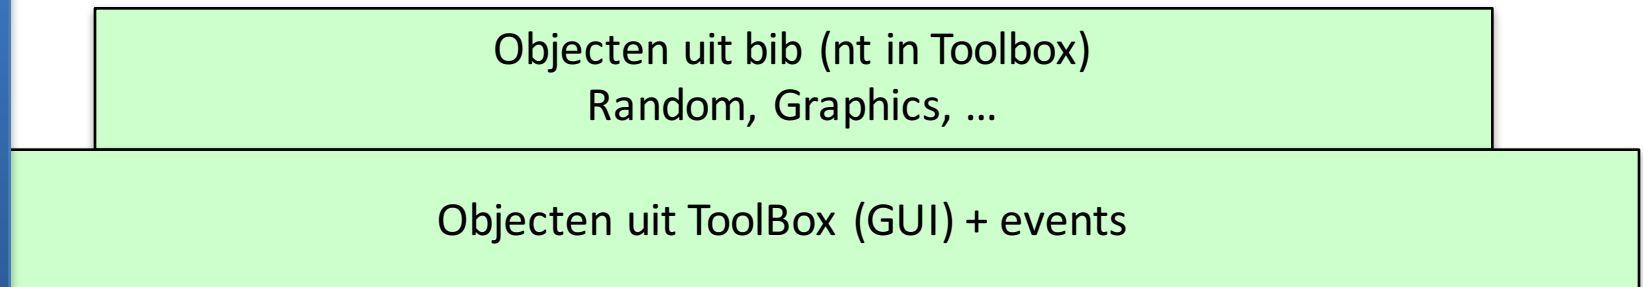 Objecten uit bib (nt in Toolbox)
Random, Graphics, …
Objecten uit ToolBox (GUI) + events